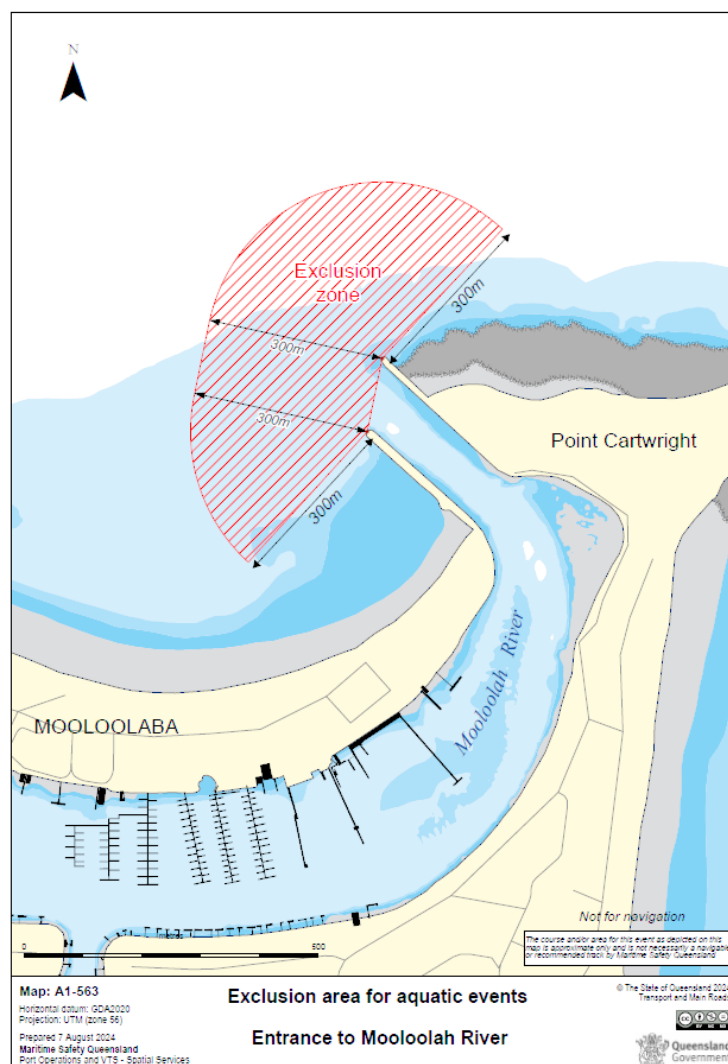 N
Exclusion
zone
300m
300m
300m
300m
Point Cartwright
Mooloolah River
MOOLOOLABA
Not for navigation
metres
0
500
The course and/or area for this event as depicted on this
map is approximate only and is not necessarily a navigable
or recommended track by Maritime Safety Queensland
Map: A1-563
Horizontal datum: GDA2020
Projection: UTM (zone 56)
Prepared 7 August 2024
Maritime Safety Queensland
Port Operations and VTS - Spatial Services
Exclusion area for aquatic events
Entrance to Mooloolah River
© The State of Queensland 2024
Transport and Main Roads
Queensland
Government